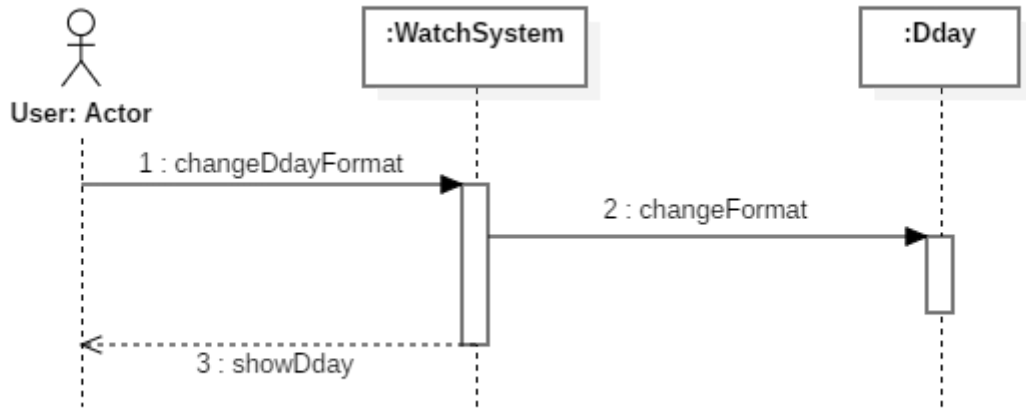 :WatchSystem
:Dday
User: Actor
1 : changeDdayFormat
2 : changeFormat
3 : showDday